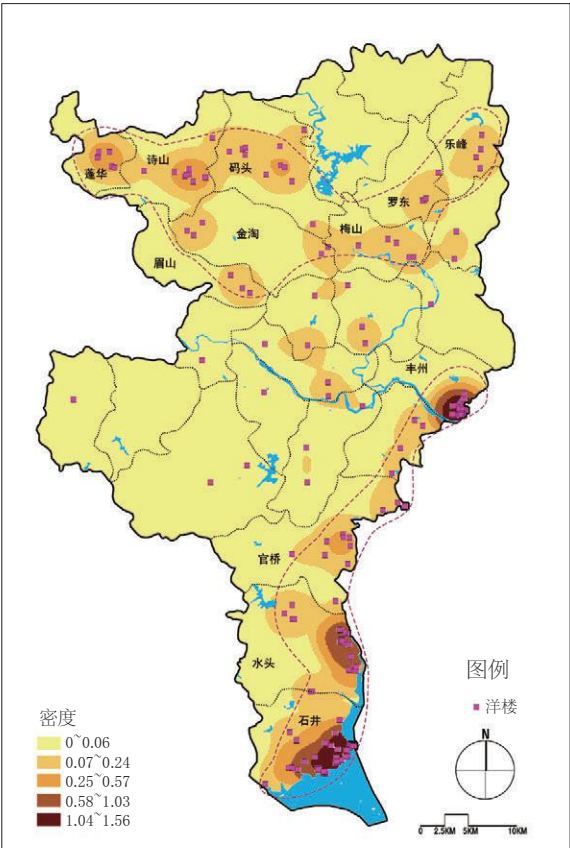 乐峰
诗山
码头
蓬华
罗东
梅山
金淘
眉山
丰州
官桥
水头
石井
图例
洋楼
N
密度
0~0.06
0.07~0.24
0.25~0.57
0.58~1.03
1.04~1.56
0 2.5KM 5KM 10KM